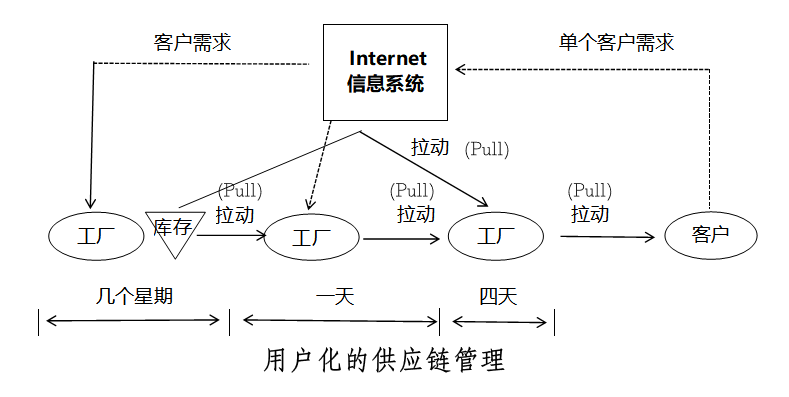 客户需求
Internet
信息系统
单个客户需求
拉动 (Pull)
(Pull)
拉动
(Pull)
拉动
(Pull)
拉动
工厂
库存
工厂
工厂
客户
几个星期
一天
四天
用户化的供应链管理